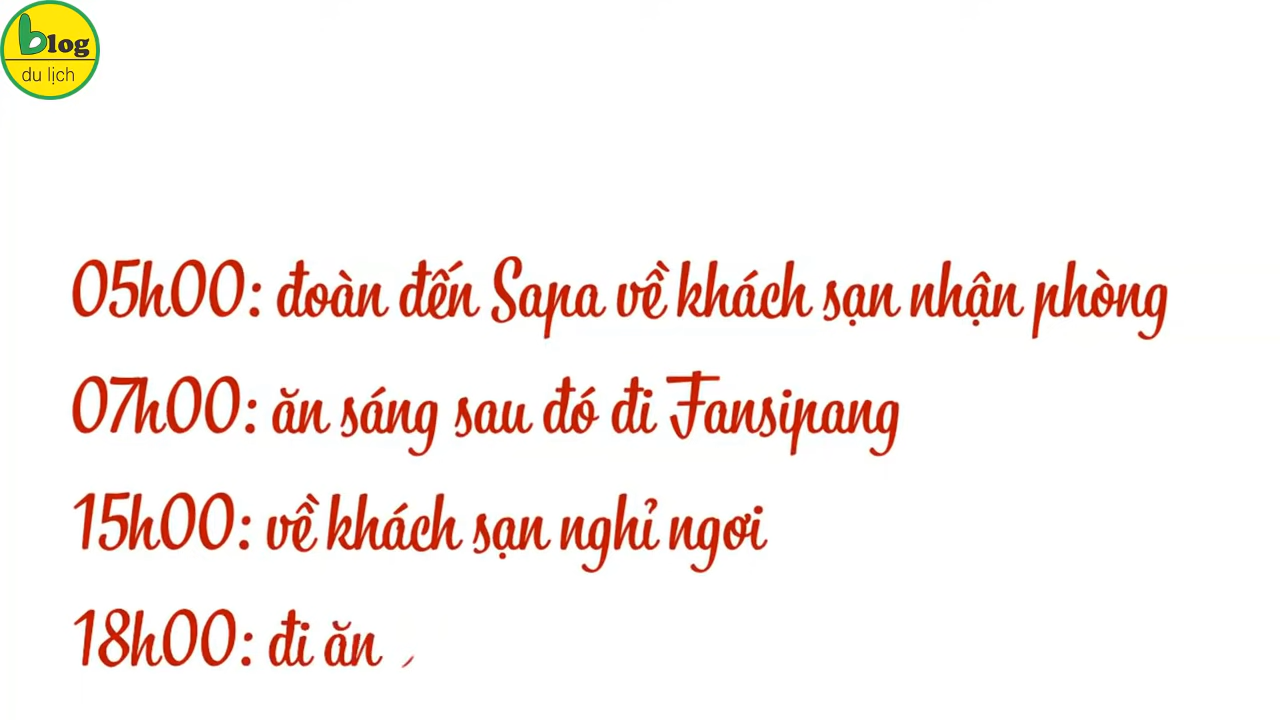 blog
du lịch
05h00: đoàn đến Sapa về khách sạn nhận phòng
07h00: ăn sáng sau đó đi Fansipang
15h00: về khách sạn nghỉ ngơi
18h00: đi ăn